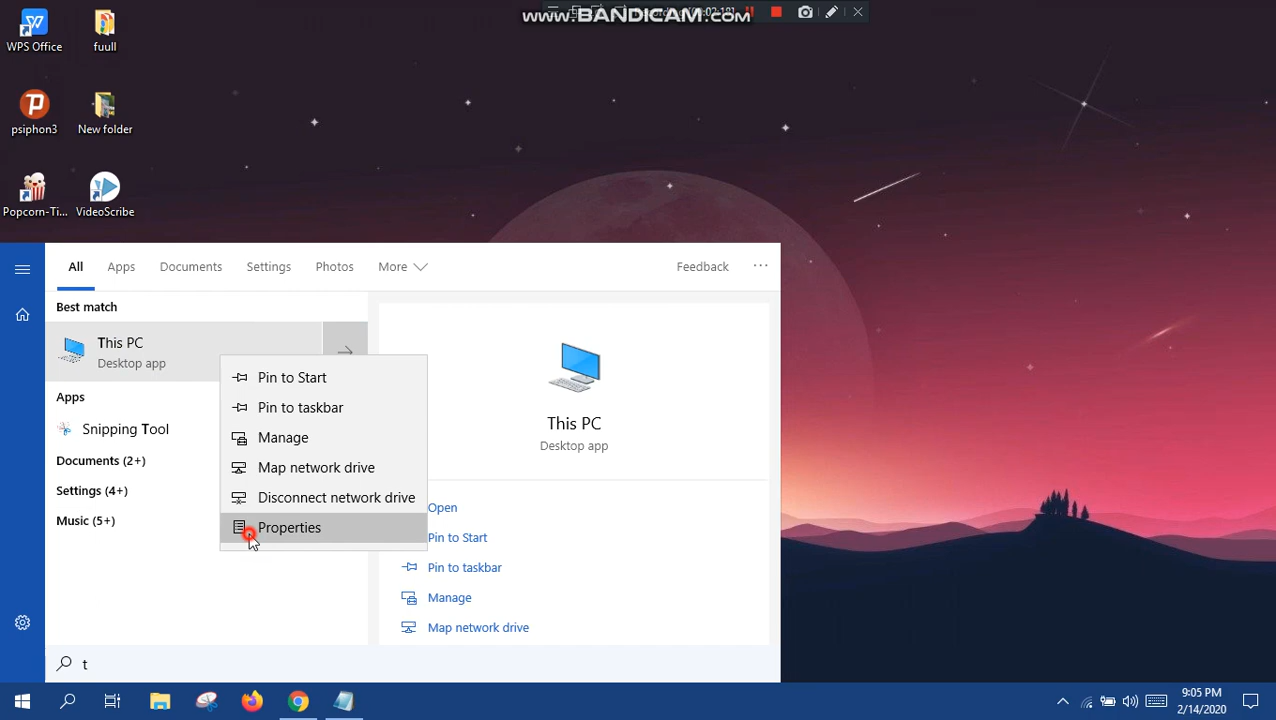 www.BANDICAM.com
WPS Office
fuull
psiphon3
New folder
Popcorn-Ti...
VideoScribe
All
Apps
Documents
Settings
Photos
More
Feedback
...
Best match
This PC
Desktop app
Apps
Snipping Tool
Documents (2+)
Settings (4+)
Music (5+)
Pin to Start
Pin to taskbar
Manage
Map network drive
Disconnect network drive
Properties
This PC
Desktop app
Open
Pin to Start
Pin to taskbar
Manage
Map network drive
t
9:05 PM
2/14/2020